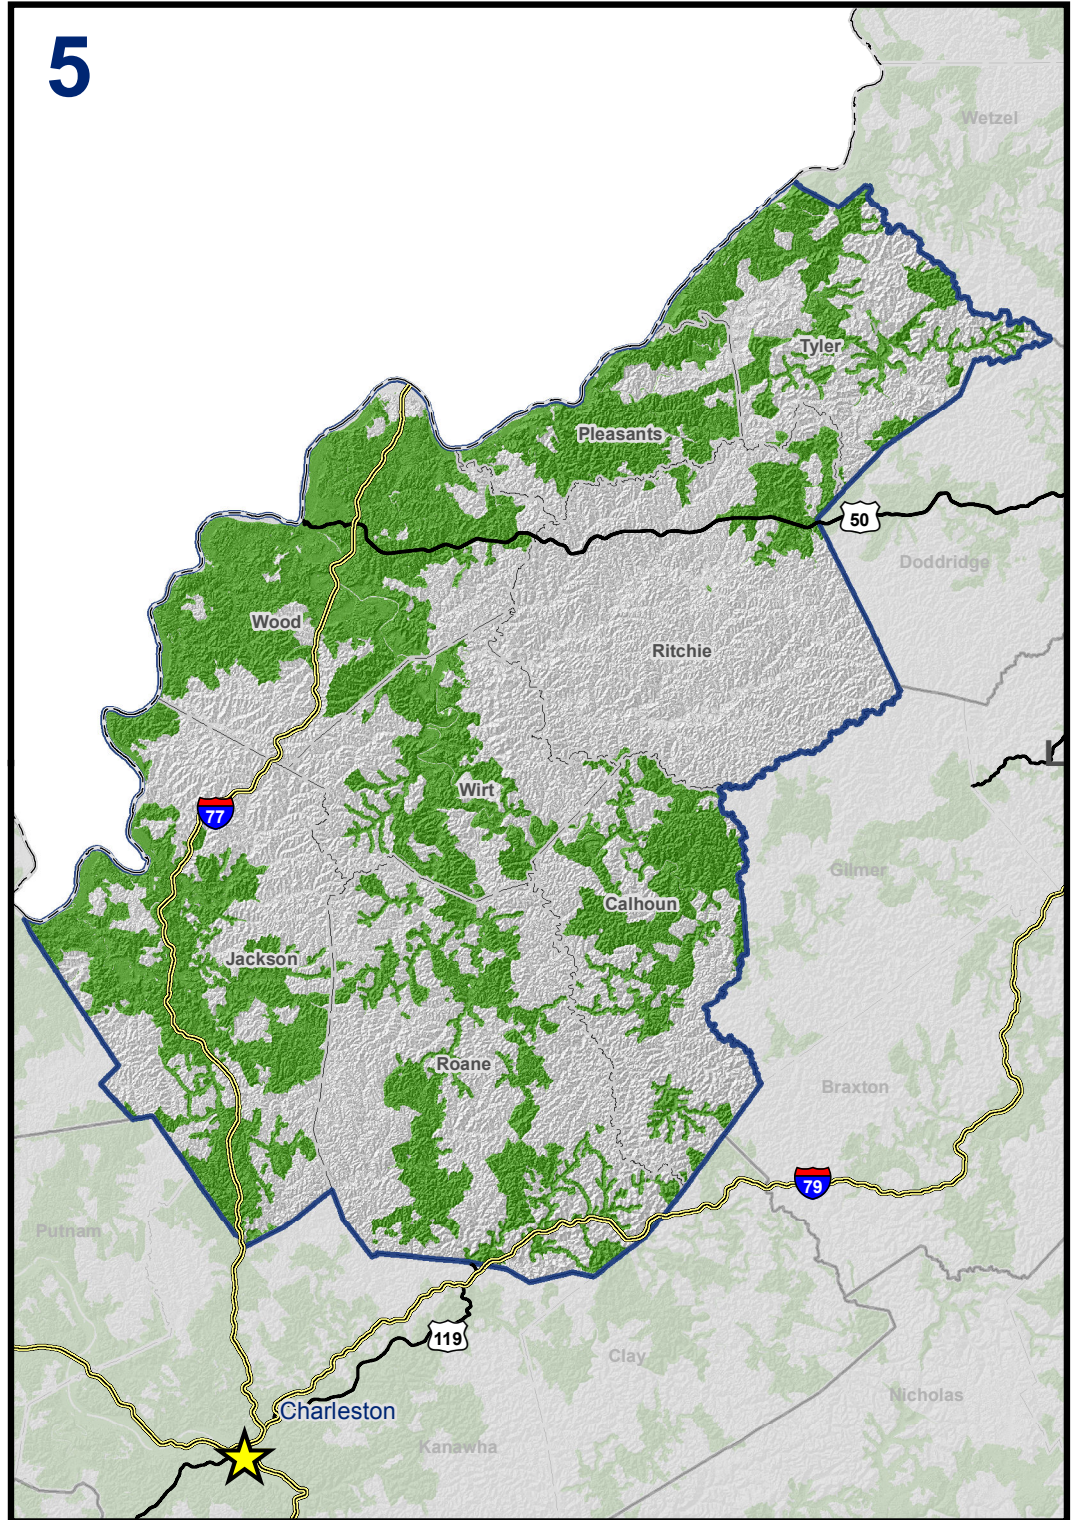 5
Wetzel
Tyler
Pleasants
50
Doddridge
Wood
Ritchie
L
Wirt
77
Gilmer
Calhoun
Jackson
Roane
Braxton
79
Putnam
119
Clay
Nicholas
Charleston
Kanawha